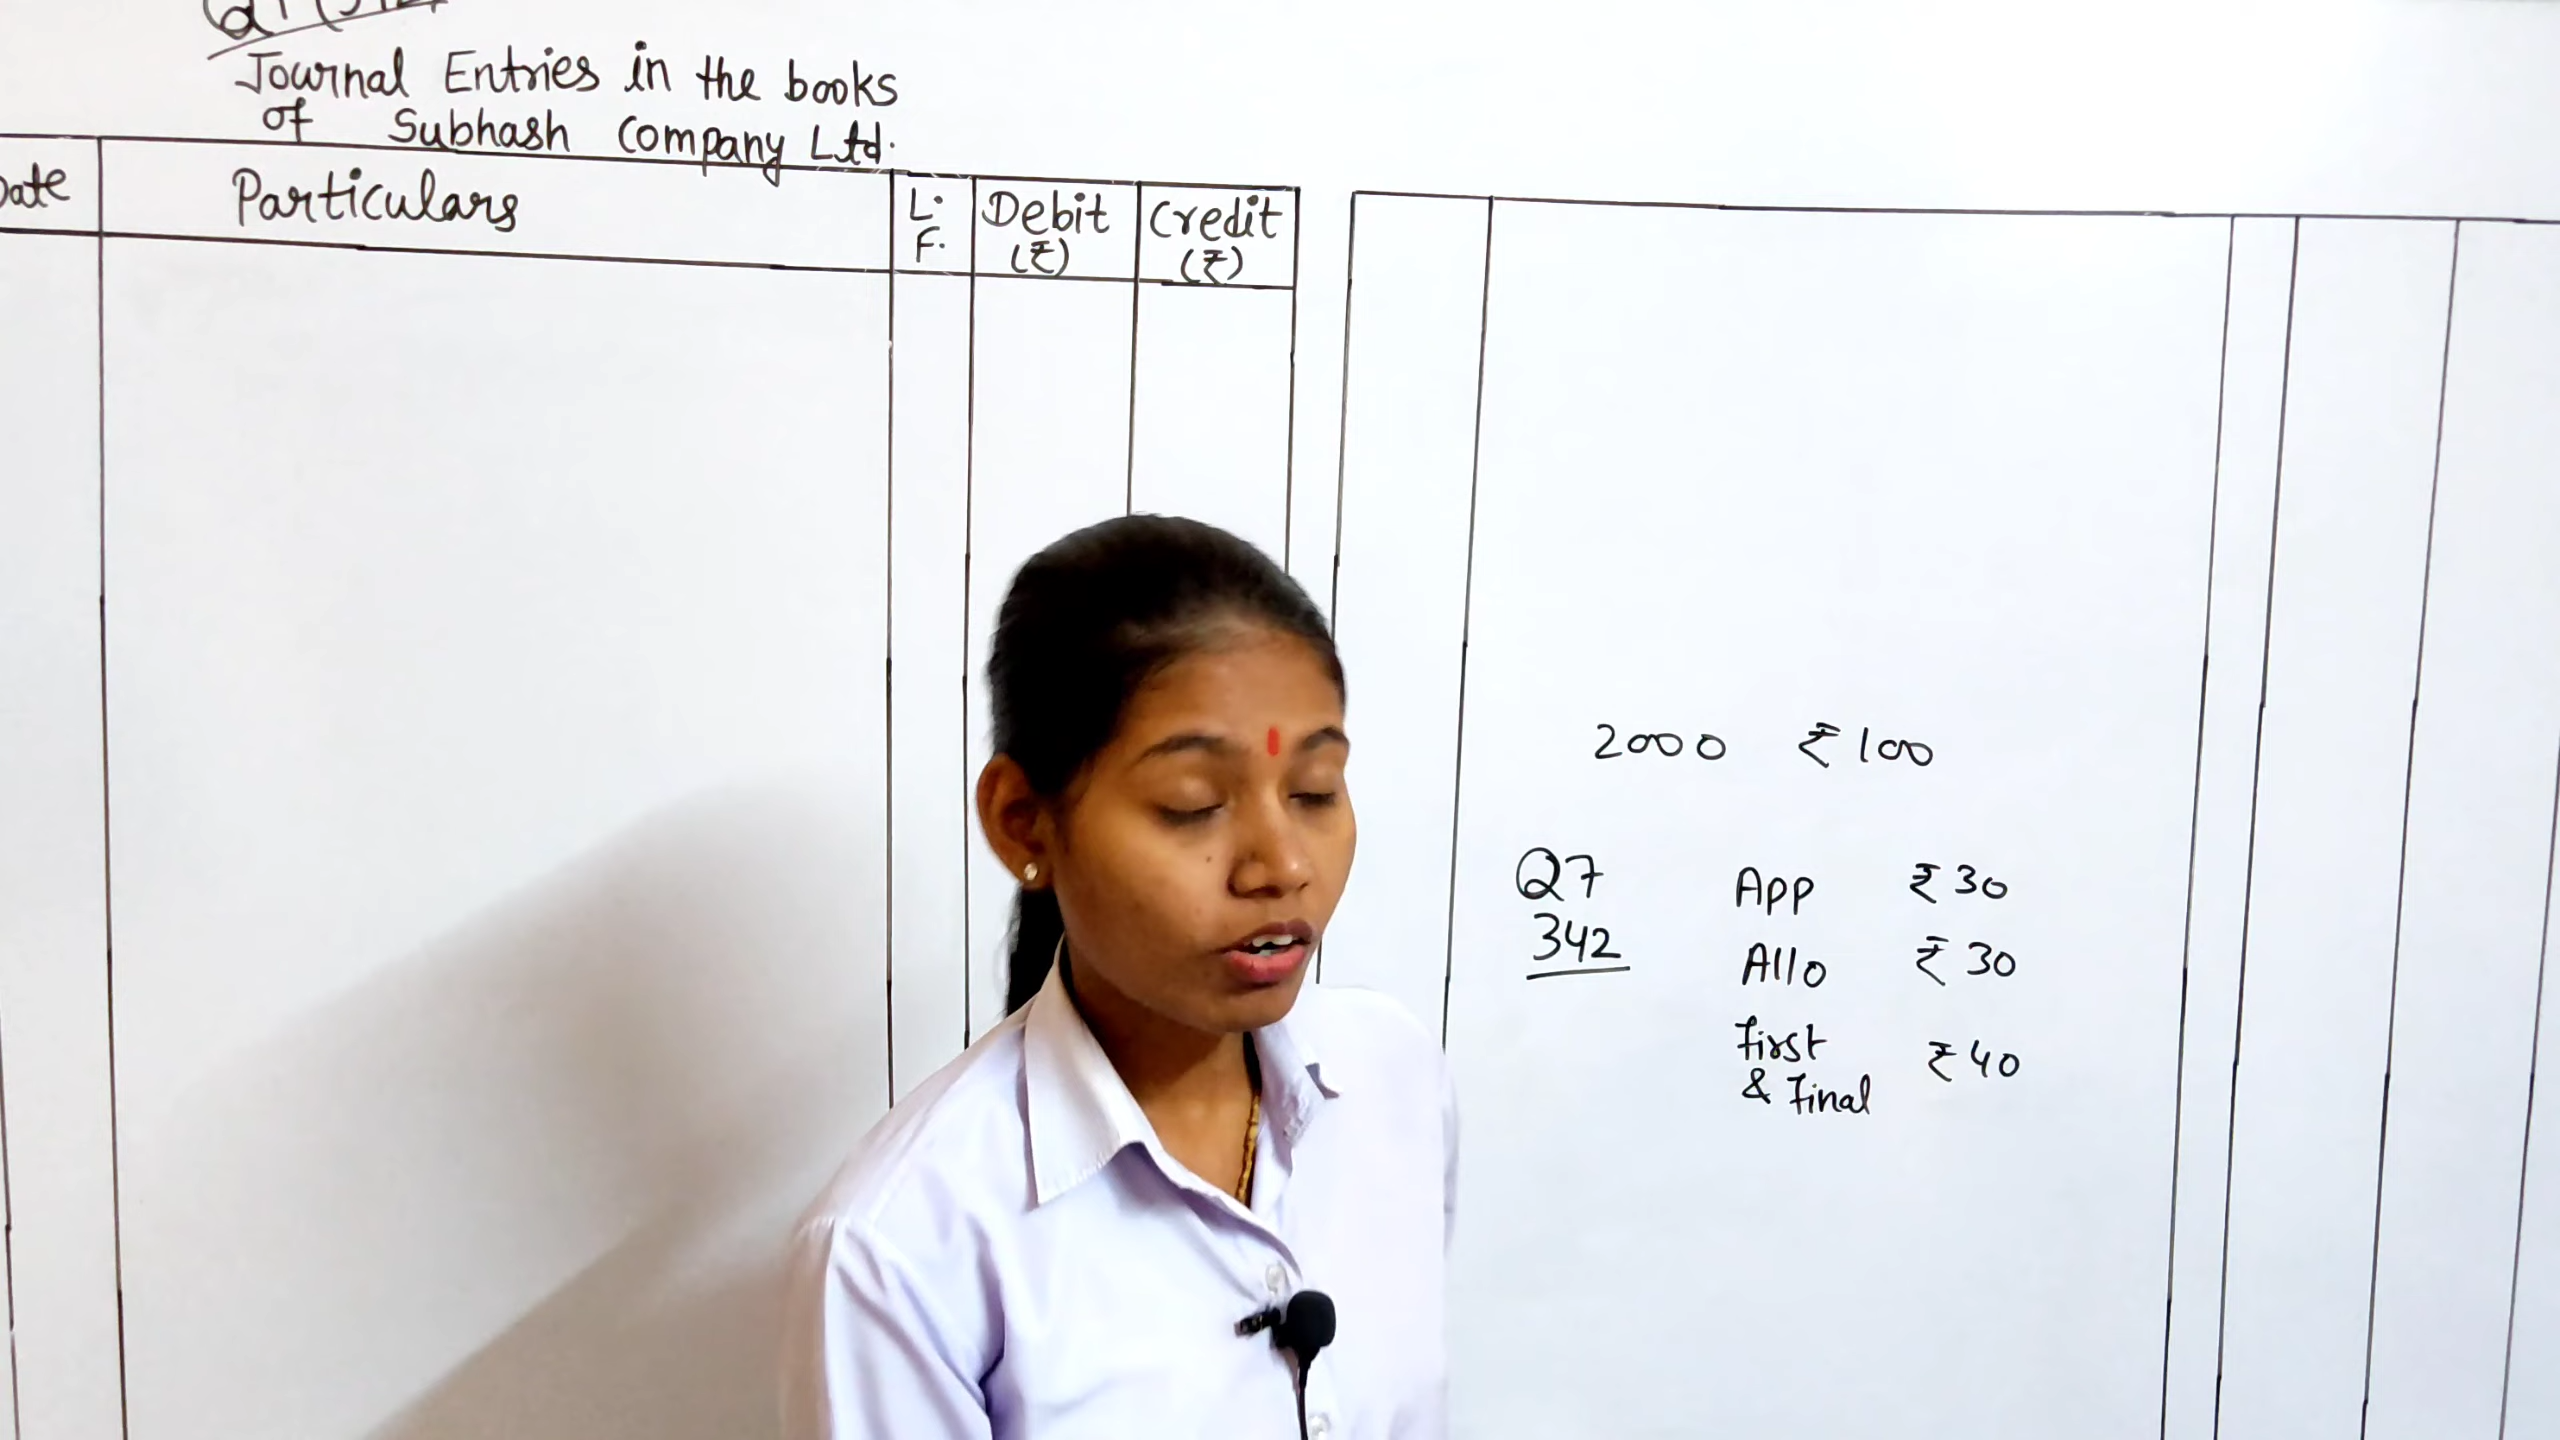 Journal Entries in the books
of Subhash Company Ltd.
Date Particulars L. F. Debit (₹) Credit (₹)
2000 ₹ 100
Q7 App ₹ 30
342 Allo ₹ 30
First ₹ 40
& Final